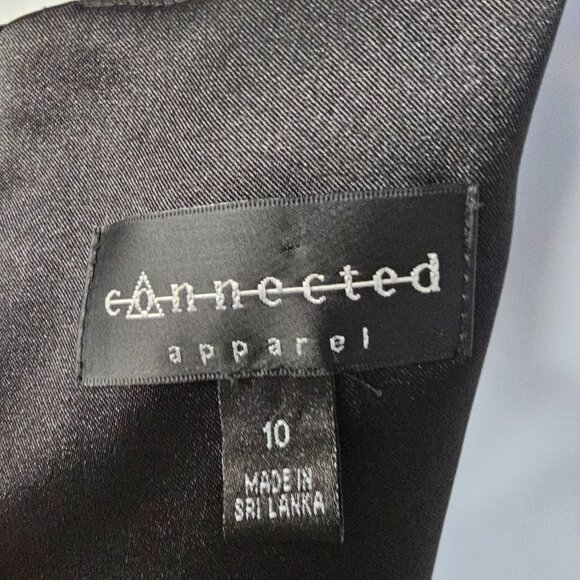 connected
apparel
10
MADE IN
SRI LANKA